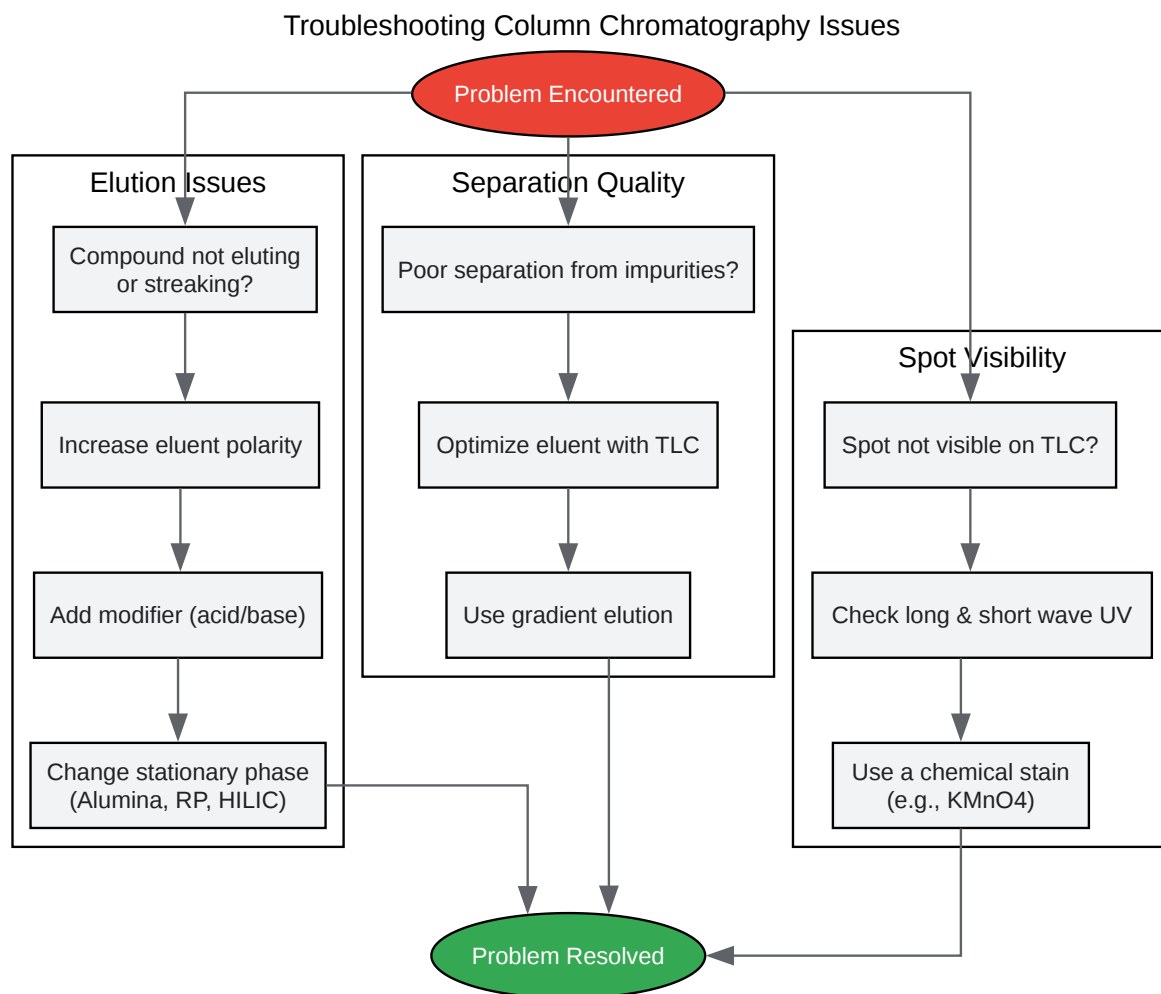 Troubleshooting Column Chromatography Issues
Problem Encountered
Elution Issues
Compound not eluting
or streaking?
Increase eluent polarity
Add modifier (acid/base)
Change stationary phase
(Alumina, RP, HILIC)
Separation Quality
Poor separation from impurities?
Optimize eluent with TLC
Use gradient elution
Spot Visibility
Spot not visible on TLC?
Check long & short wave UV
Use a chemical stain
(e.g., KMnO4)
Problem Resolved